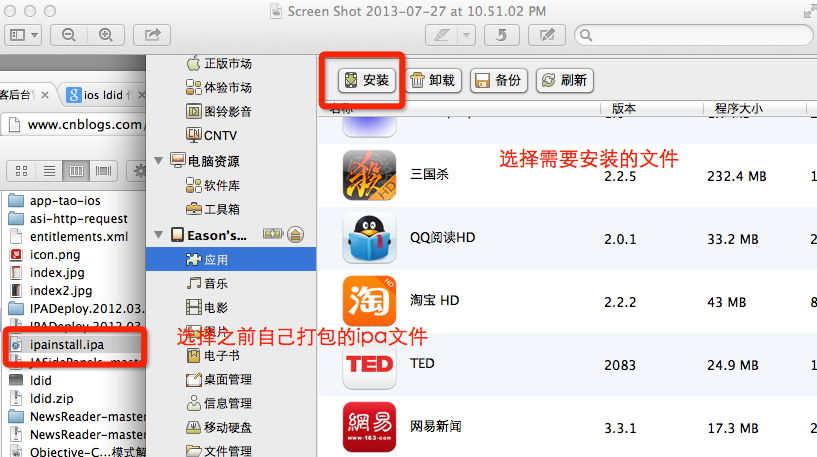 Screen Shot 2013-07-27 at 10.51.02 PM
客后台管
ios ldid
www.cnblogs.com/
app-tao-ios
asi-http-request
entitlements.xml
icon.png
index.jpg
index2.jpg
IPADeploy.2012.03.
IPADeploy.2012.03
ipainstall.ipa
JASidePanels-master
ldid
ldid.zip
NewsReader-master
NewsReader-master
Objective-C...模式解
正版市场
体验市场
图铃影音
CNTV
电脑资源
软件库
工具箱
Eason's...
应用
音乐
电影
图片
电子书
桌面管理
信息管理
移动硬盘
文件管理
选择之前自己打包的ipa文件
安装
卸载
备份
刷新
名称
版本
程序大小
选择需要安装的文件
三国杀
2.2.5
232.4 MB
1
杀
HD
QQ阅读HD
2.0.1
33.2 MB
2
淘宝 HD
2.2.2
43 MB
8
淘
HD
TED
2083
24.9 MB
1
TED
网易新闻
3.3.1
17.3 MB
2
網易
www·163·com